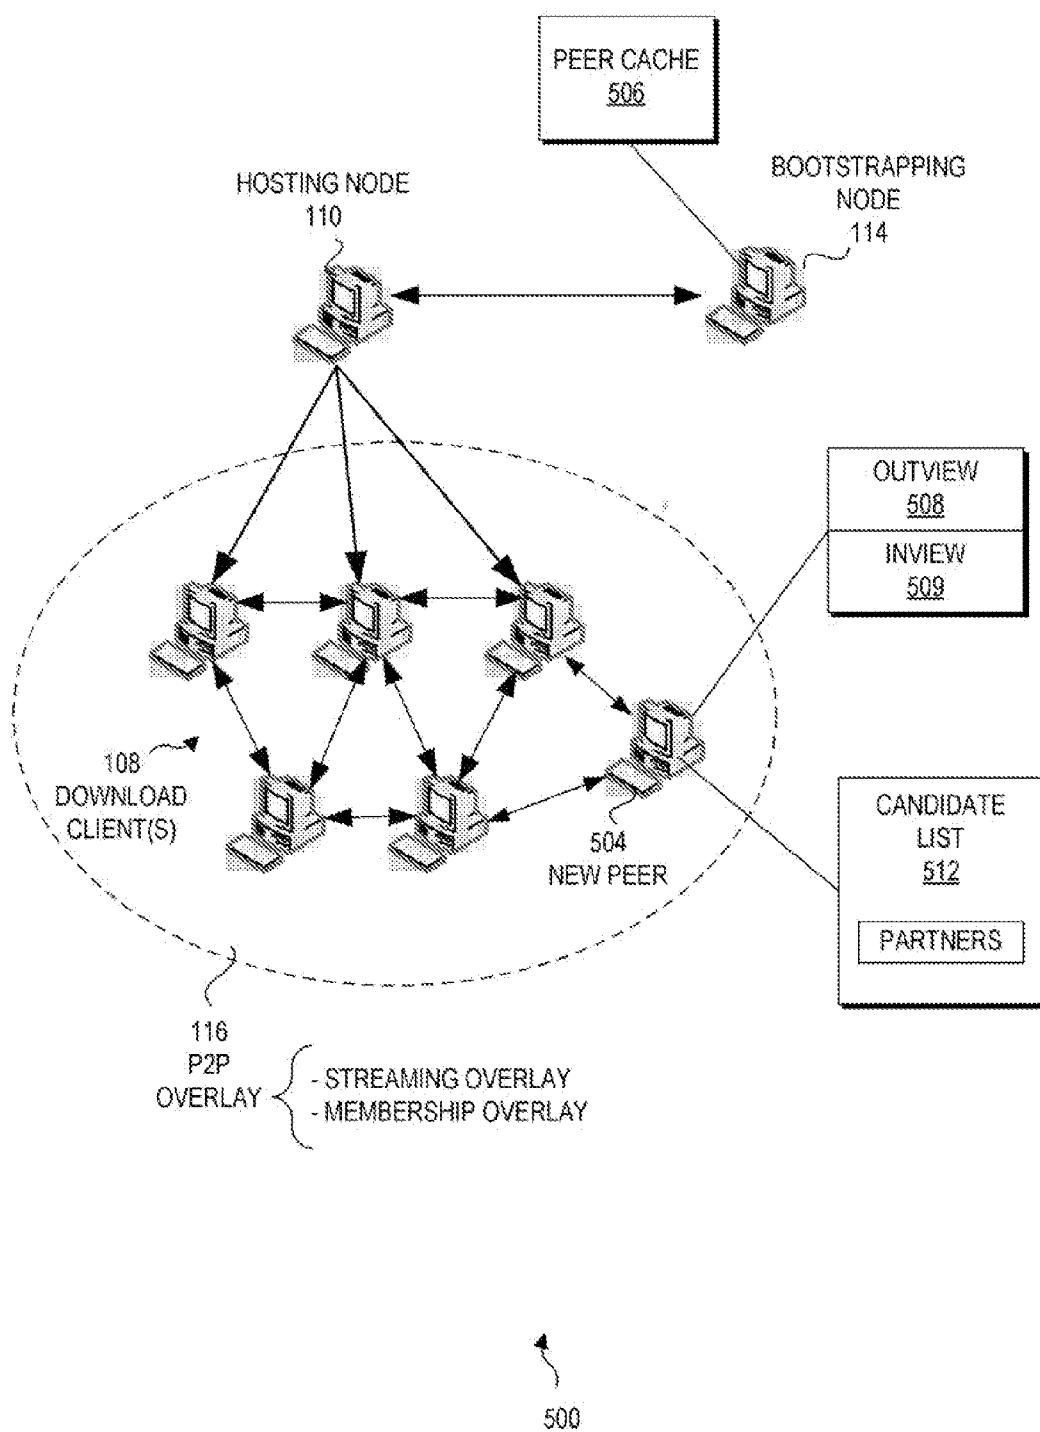 PEER CACHE
506
HOSTING NODE
110
BOOTSTRAPPING
NODE
114
OUTVIEW
508
INVIEW
509
108
DOWNLOAD
CLIENT(S)
504
NEW PEER
CANDIDATE
LIST
512
PARTNERS
116
P2P
OVERLAY
- STREAMING OVERLAY
- MEMBERSHIP OVERLAY
500